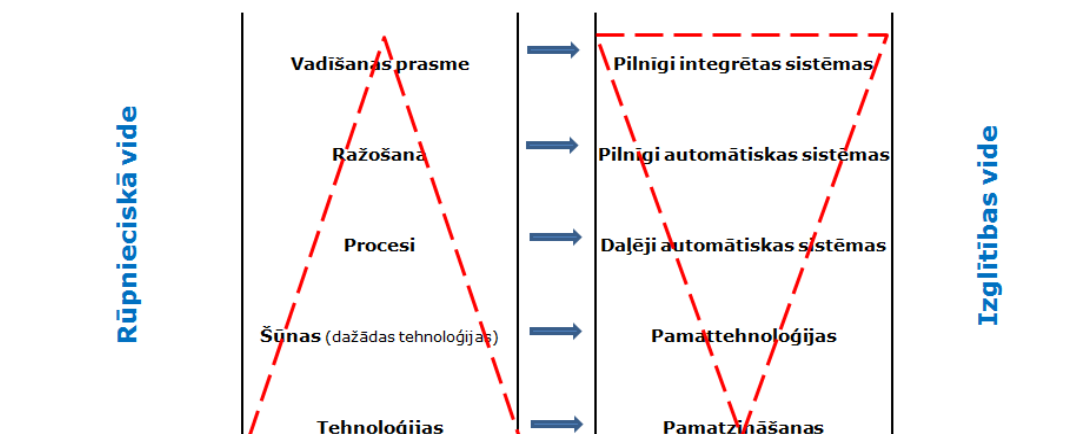 Rūpnieciskā vide
Vadīšanas prasme
Pilnīgi integrētas sistēmas
Ražošana
Pilnīgi automātiskas sistēmas
Procesi
Daļēji automātiskas sistēmas
Šūnas (dažādas tehnoloģijas)
Pamattehnoloģijas
Tehnoloģijas
Pamatzināšanas
Izglītības vide